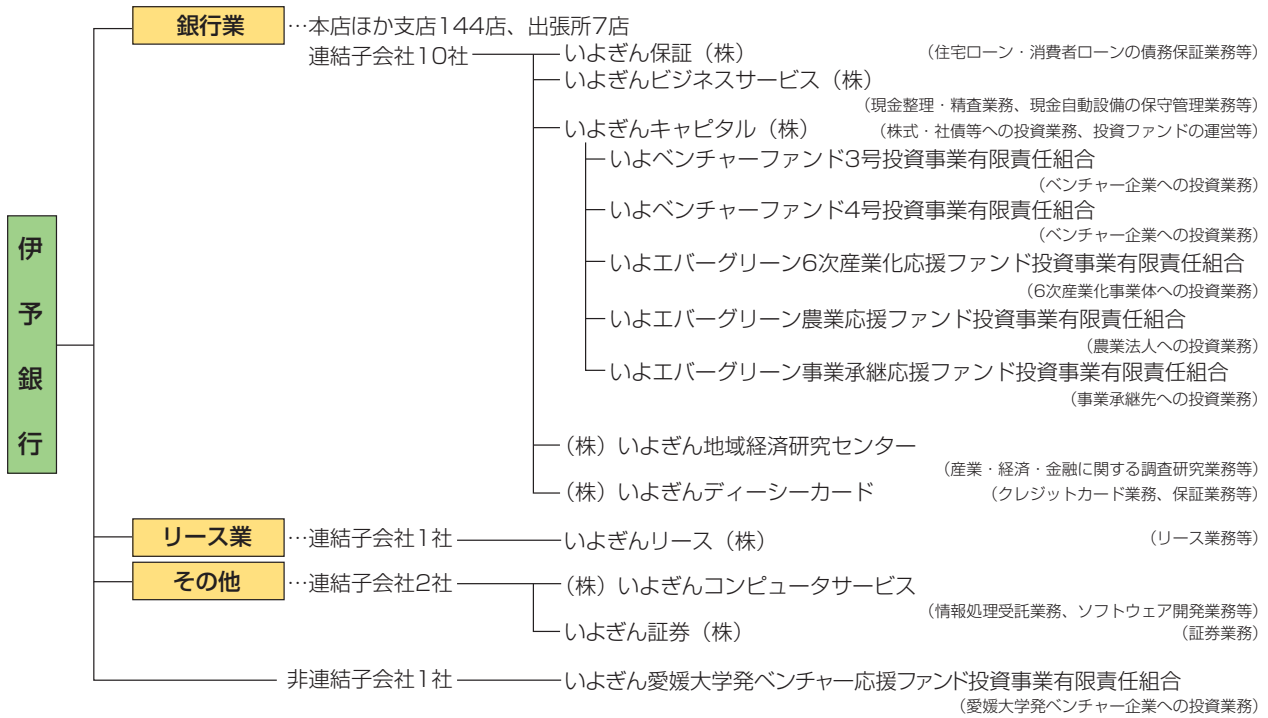 銀行業 …本店ほか支店144店、出張所7店
連結子会社10社 いよぎん保証（株） （住宅ローン・消費者ローンの債務保証業務等）
いよぎんビジネスサービス（株）
（現金整理・精査業務、現金自動設備の保守管理業務等）
いよぎんキャピタル（株） （株式・社債等への投資業務、投資ファンドの運営等）
いよベンチャーファンド3号投資事業有限責任組合
（ベンチャー企業への投資業務）
いよベンチャーファンド4号投資事業有限責任組合
（ベンチャー企業への投資業務）
いよエバーグリーン6次産業化応援ファンド投資事業有限責任組合
（6次産業化事業体への投資業務）
いよエバーグリーン農業応援ファンド投資事業有限責任組合
（農業法人への投資業務）
いよエバーグリーン事業承継応援ファンド投資事業有限責任組合
（事業承継先への投資業務）
伊予銀行
（株）いよぎん地域経済研究センター
（産業・経済・金融に関する調査研究業務等）
（株）いよぎんディーシーカード （クレジットカード業務、保証業務等）
リース業 …連結子会社1社 いよぎんリース（株） （リース業務等）
その他 …連結子会社2社 （株）いよぎんコンピュータサービス
（情報処理受託業務、ソフトウェア開発業務等）
いよぎん証券（株） （証券業務）
非連結子会社1社 いよぎん愛媛大学発ベンチャー応援ファンド投資事業有限責任組合
（愛媛大学発ベンチャー企業への投資業務）